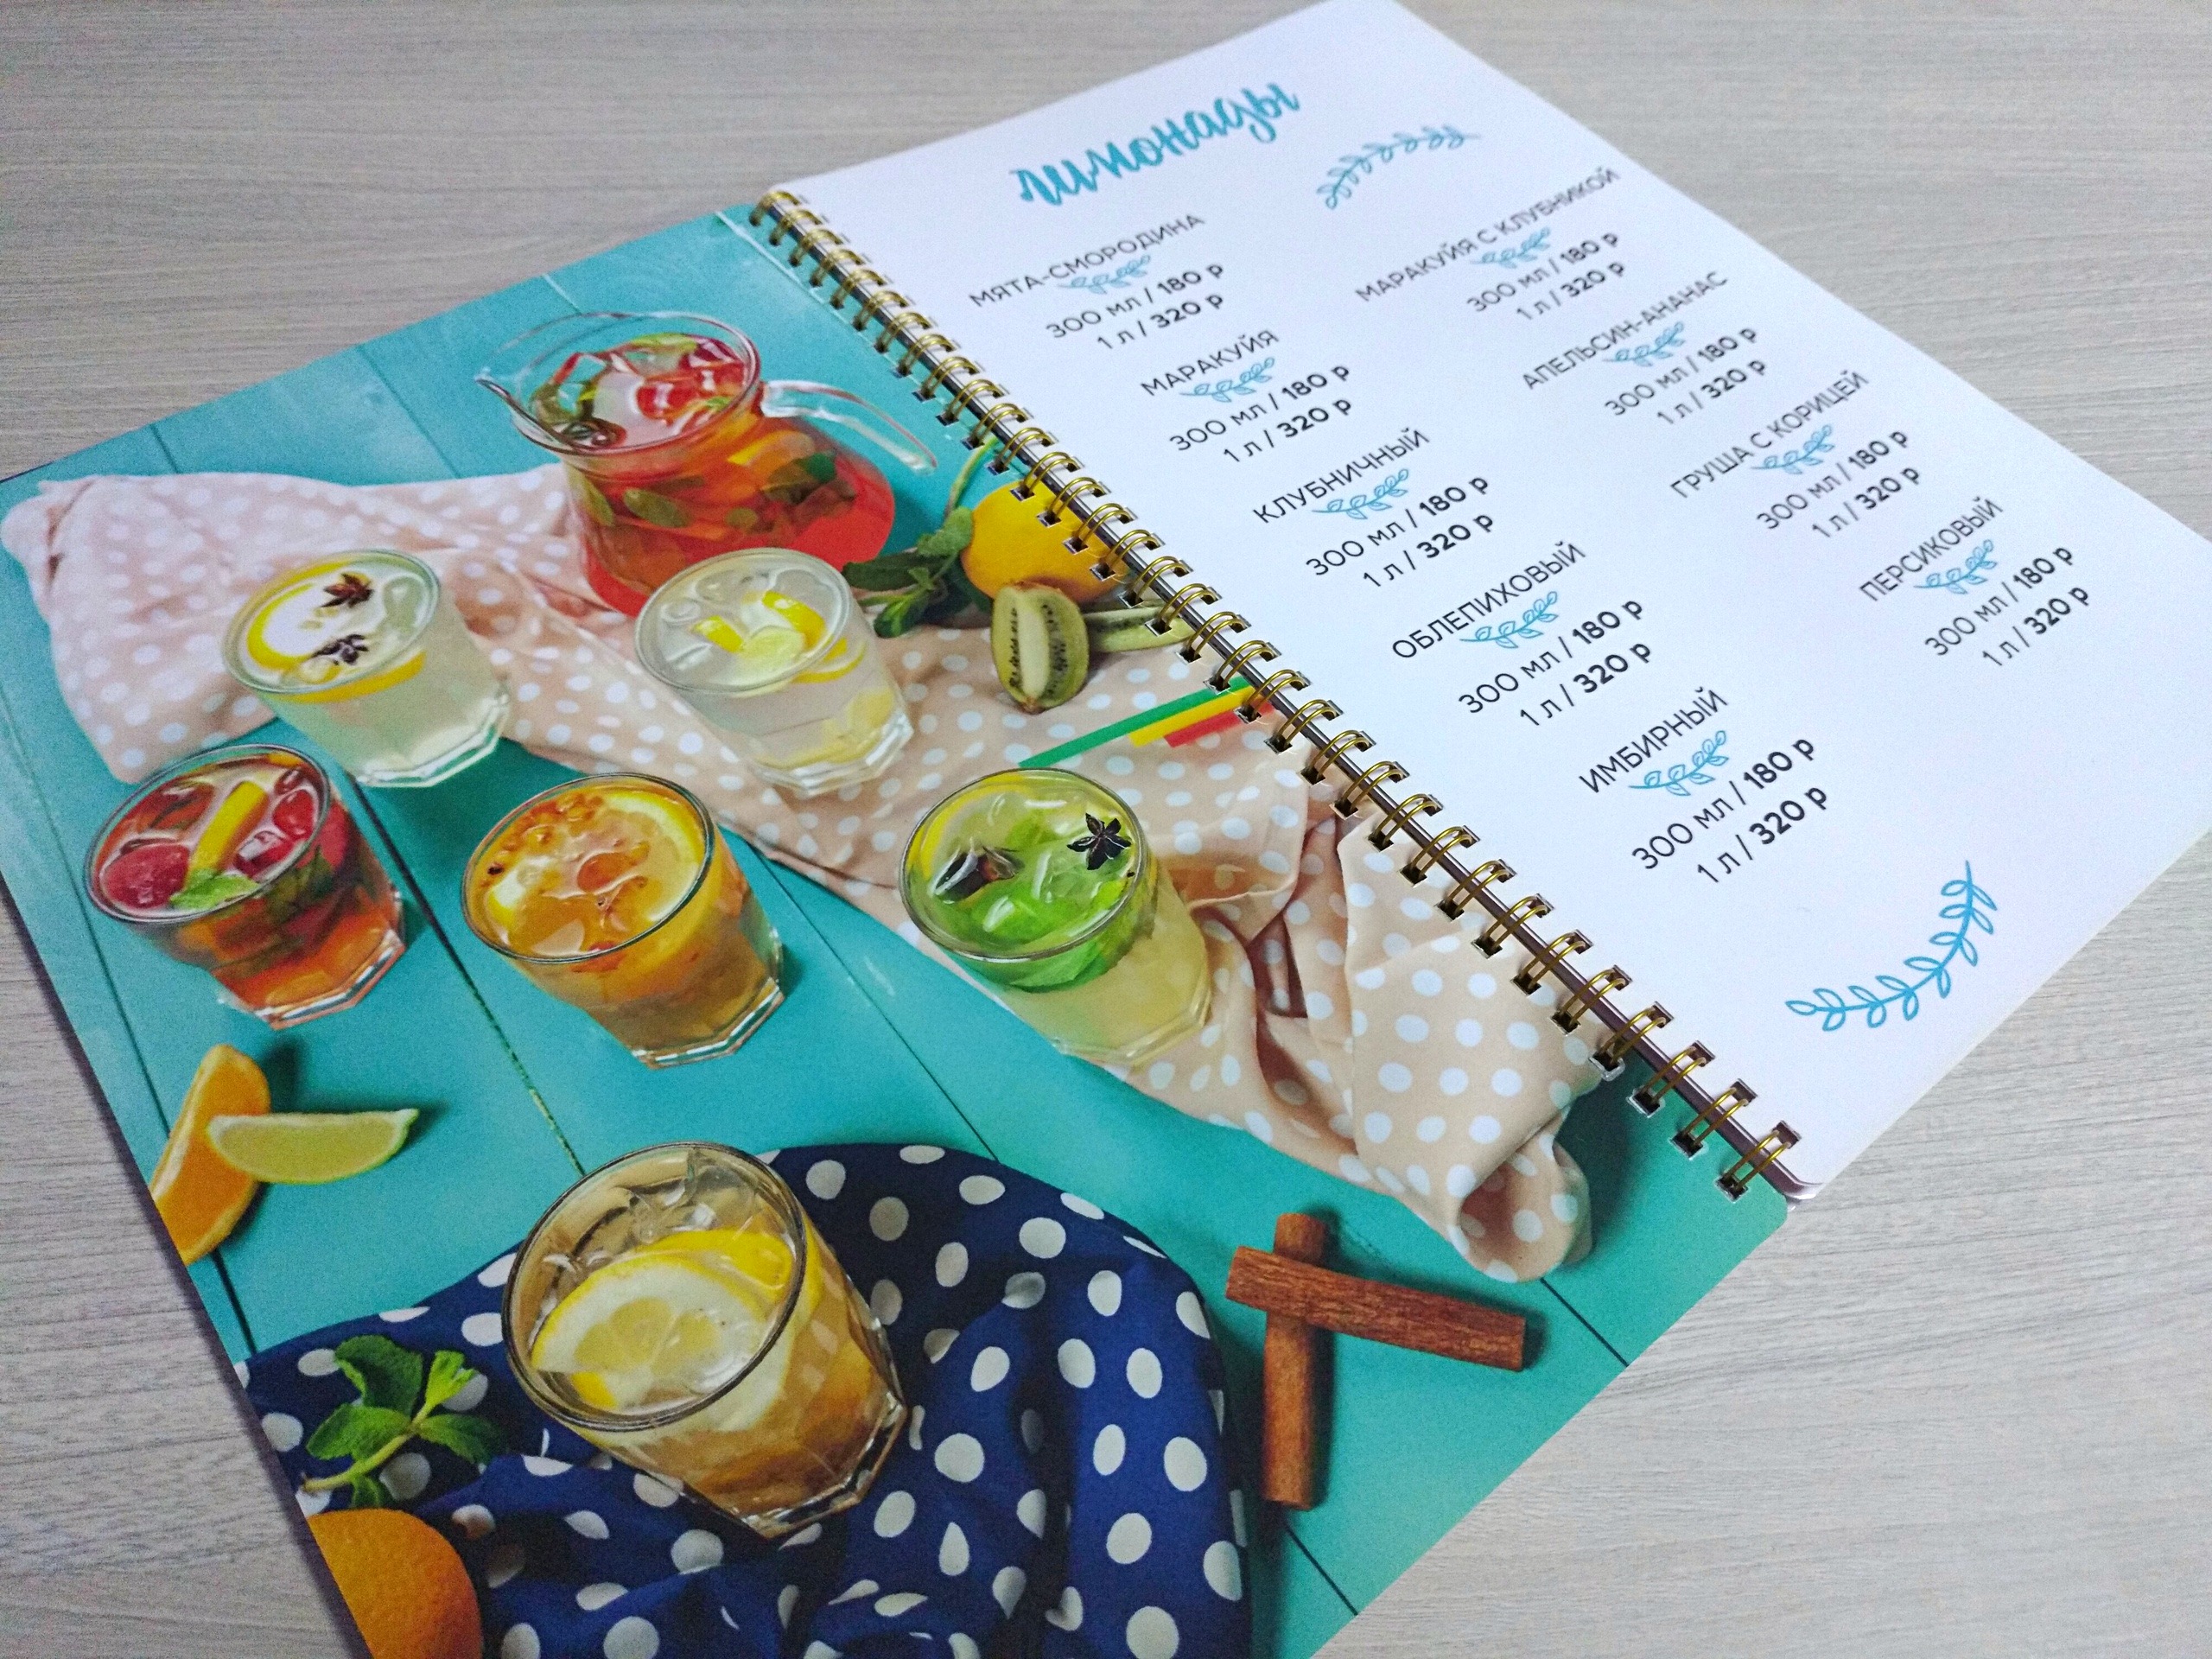 лимонады
МЯТА-СМОРОДИНА
300 мл / 180 р
1 л / 320 р
МАРАКУЙЯ
300 мл / 180 р
1 л / 320 р
КЛУБНИЧНЫЙ
300 мл / 180 р
1 л / 320 р
ОБЛЕПИХОВЫЙ
300 мл / 180 р
1 л / 320 р
ИМБИРНЫЙ
300 мл / 180 р
1 л / 320 р
МАРАКУЙЯ С КЛУБНИКОЙ
300 мл / 180 р
1 л / 320 р
АПЕЛЬСИН-АНАНАС
300 мл / 180 р
1 л / 320 р
ГРУША С КОРИЦЕЙ
300 мл / 180 р
1 л / 320 р
ПЕРСИКОВЫЙ
300 мл / 180 р
1 л / 320 р